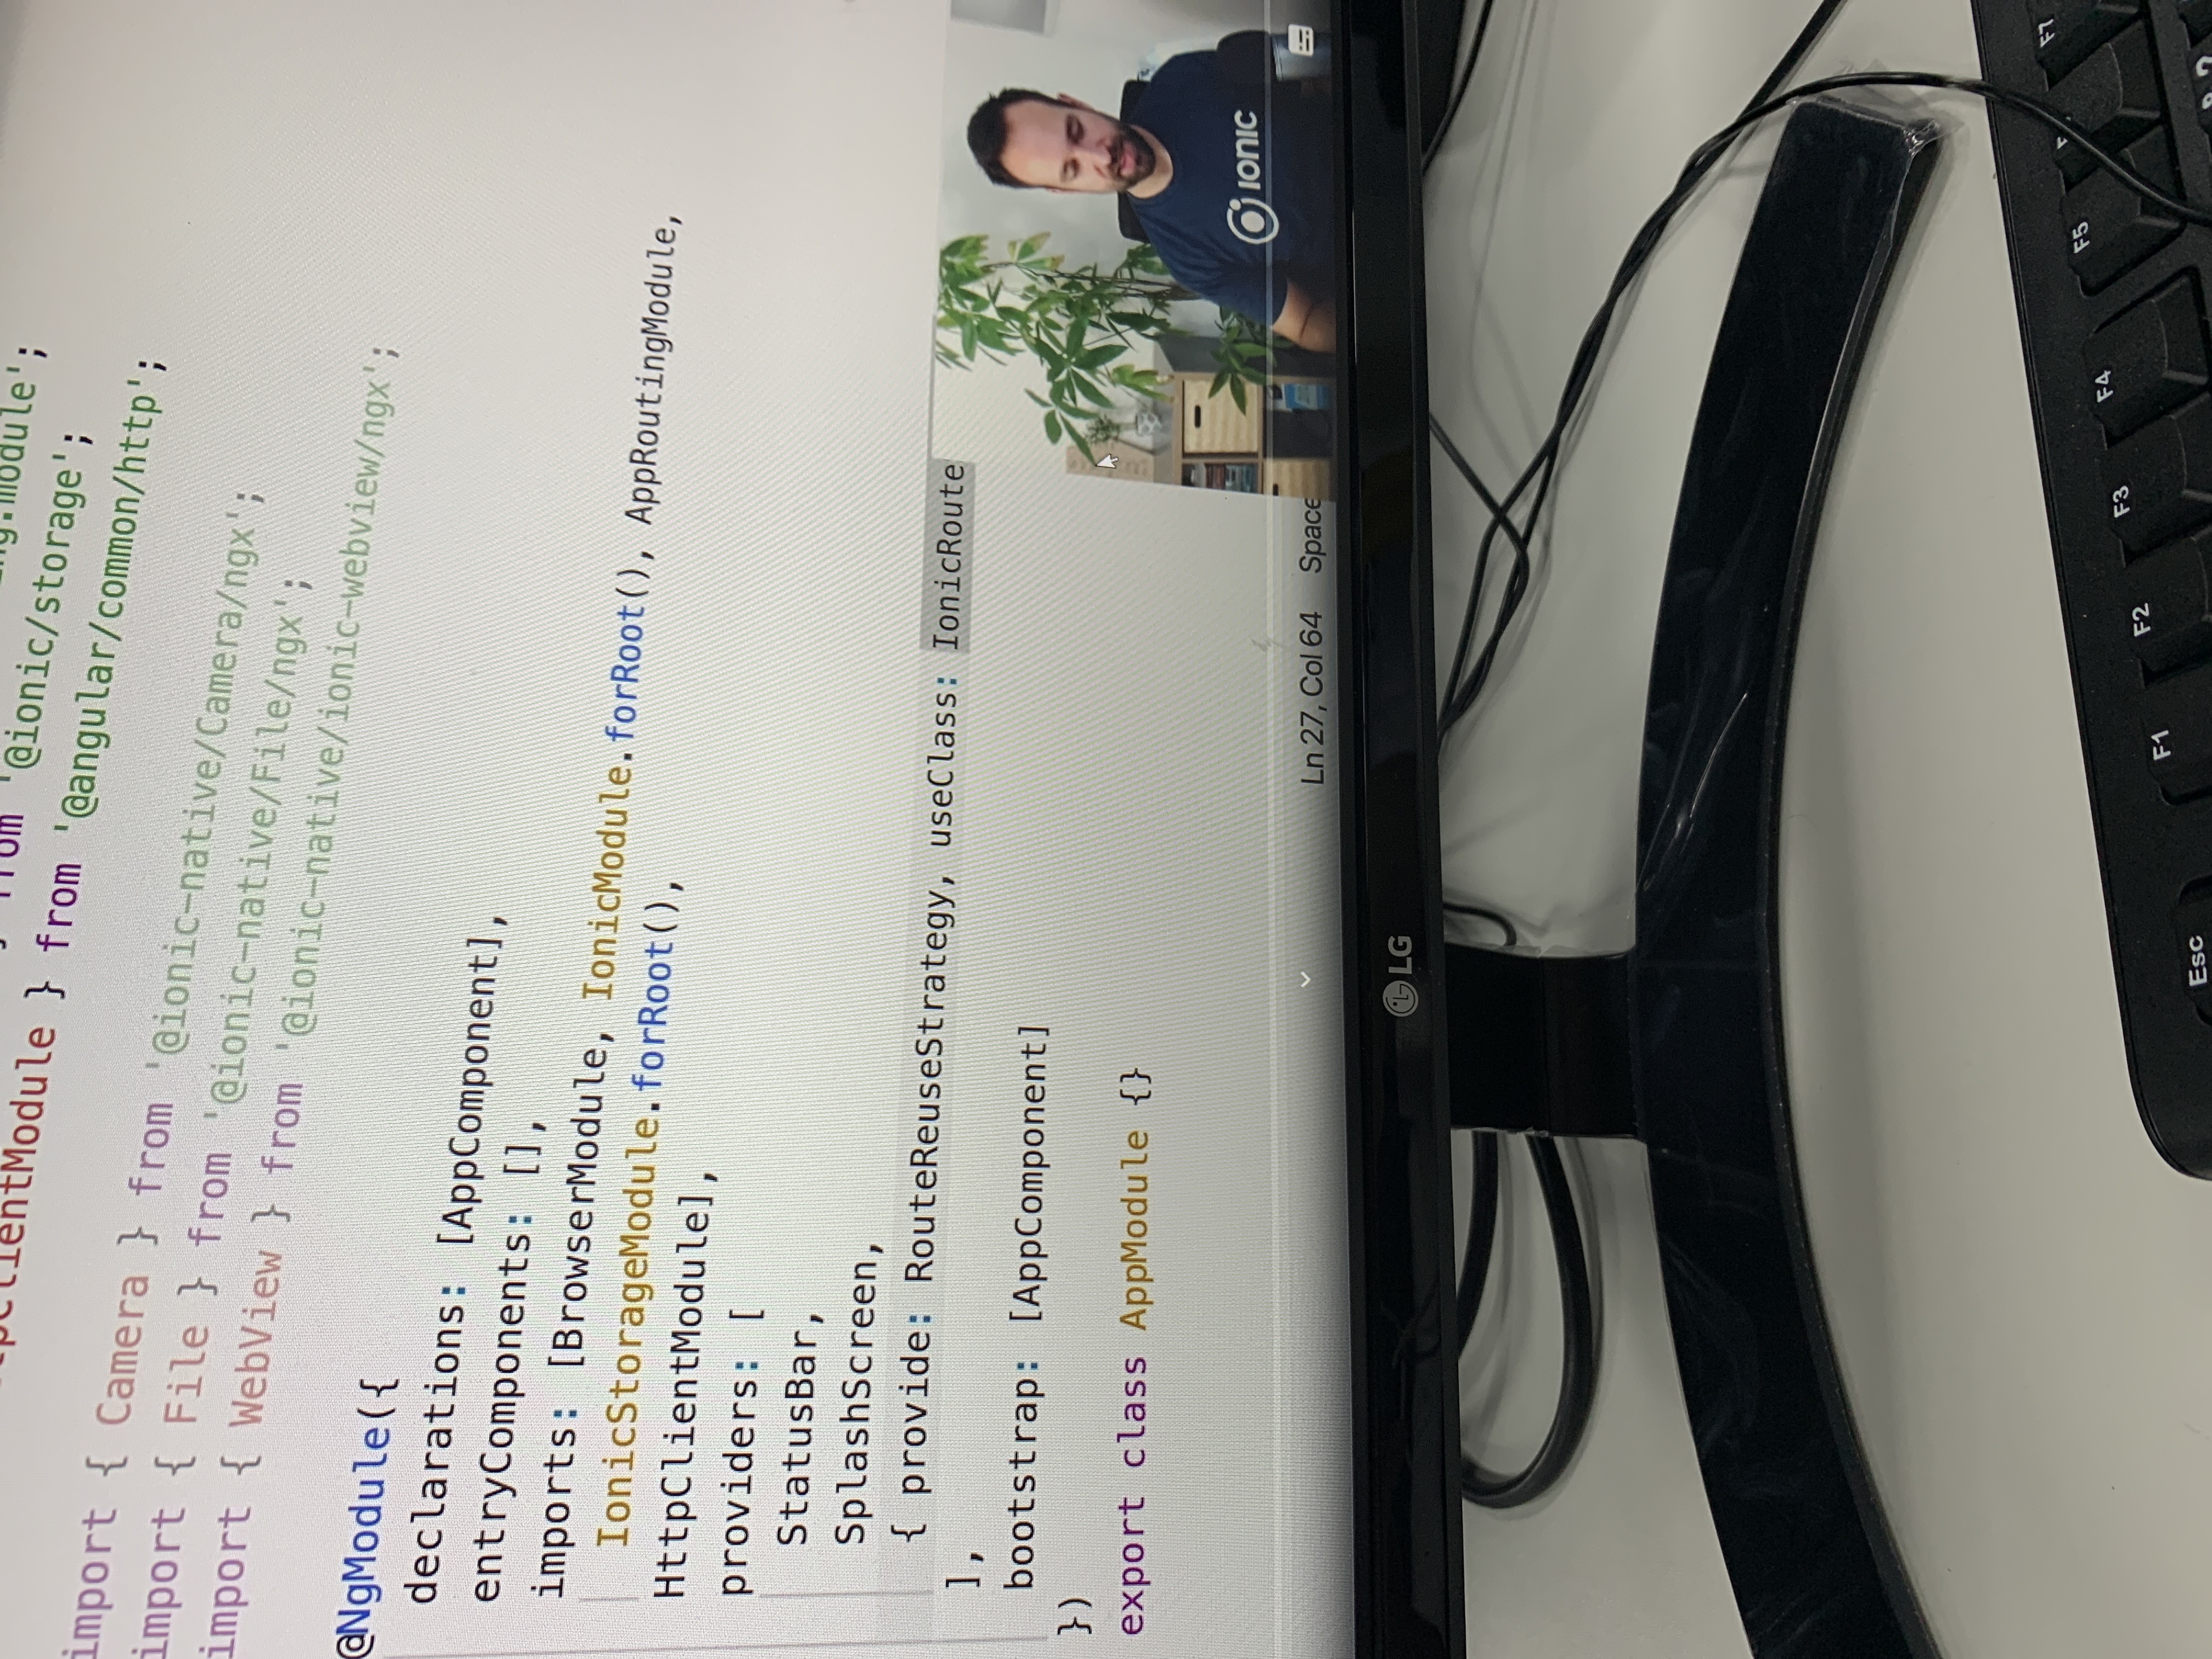 } from '@ionic/storage';
ClientModule } from '@angular/common/http';
import { Camera } from '@ionic-native/Camera/ngx';
import { File } from '@ionic-native/File/ngx';
import { WebView } from '@ionic-native/ionic-webview/ngx';
@NgModule({
declarations: [AppComponent],
entryComponents: [],
imports: [BrowserModule, IonicModule.forRoot(), AppRoutingModule,
IonicStorageModule.forRoot(),
HttpClientModule],
providers: [
StatusBar,
SplashScreen,
{ provide: RouteReuseStrategy, useClass: IonicRoute
],
bootstrap: [AppComponent]
})
export class AppModule {}
IONIC
Ln 27, Col 64 Space
LG
F1 F2 F3 F4 F5 F7
Esc